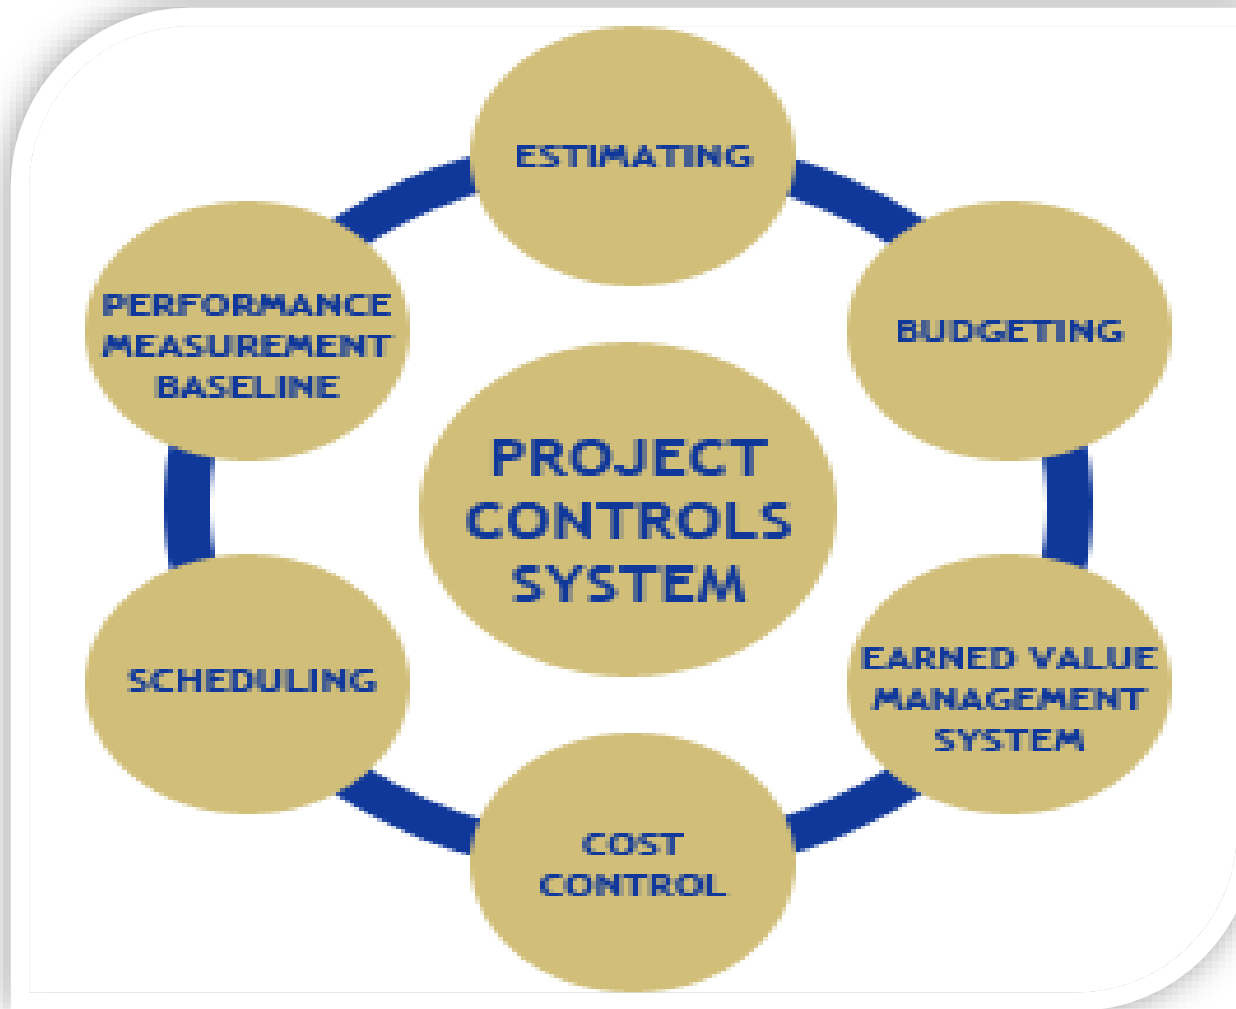 ESTIMATING
BUDGETING
EARNED VALUE
MANAGEMENT
SYSTEM
COST
CONTROL
SCHEDULING
PERFORMANCE
MEASUREMENT
BASELINE
PROJECT
CONTROLS
SYSTEM